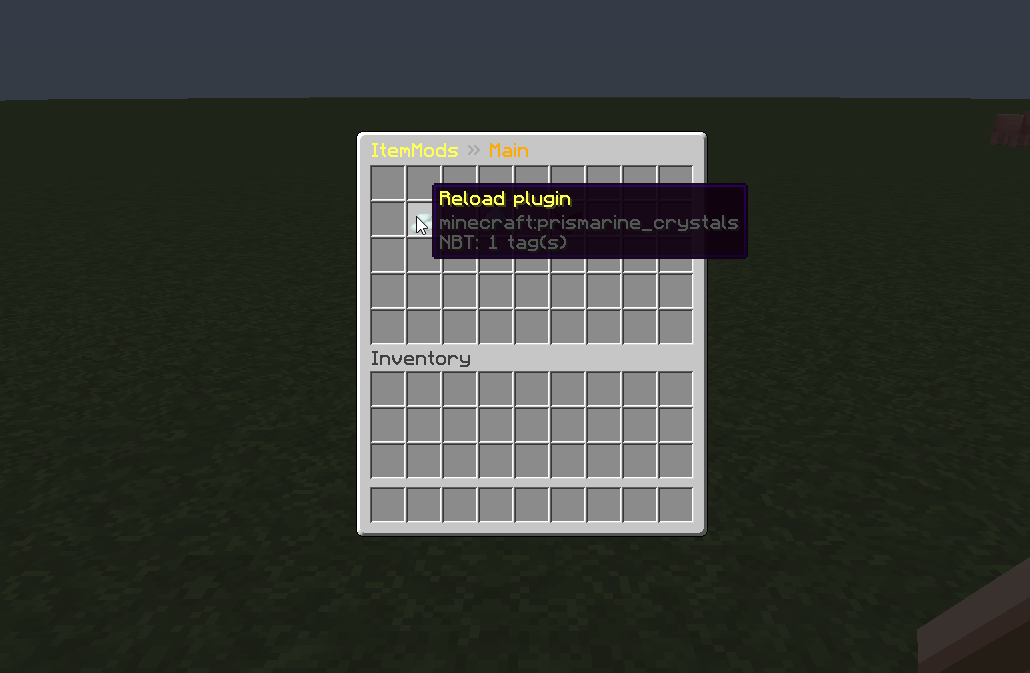 ItemMods » Main
Reload plugin
minecraft:prismarine_crystals
NBT: 1 tag(s)
Inventory